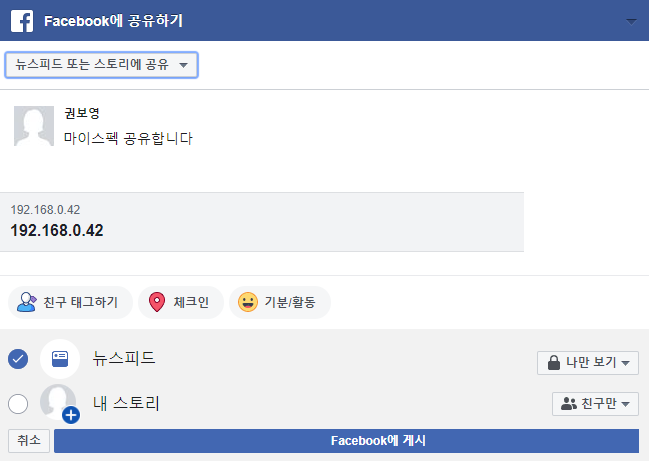 Facebook에 공유하기
뉴스피드 또는 스토리에 공유
권보영
마이스펙 공유합니다
192.168.0.42
192.168.0.42
친구 태그하기 체크인 기분/활동
뉴스피드 나만 보기
내 스토리 친구만
취소 Facebook에 게시